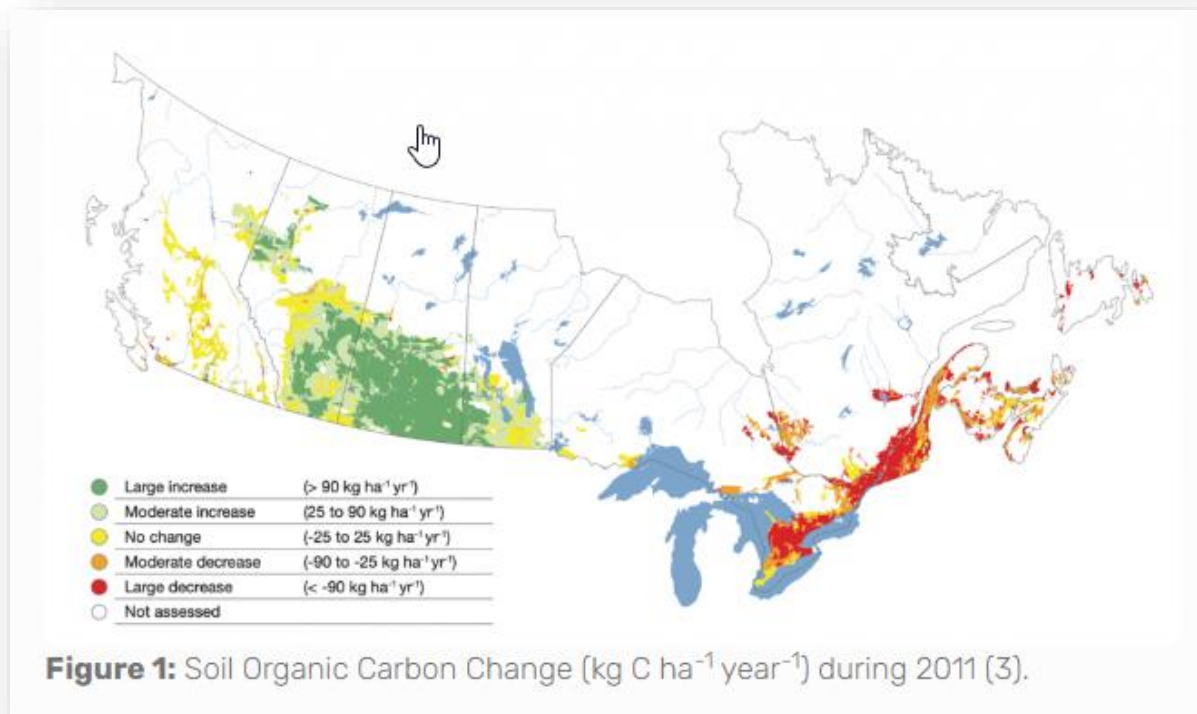 Large increase (> 90 kg ha⁻¹ yr⁻¹)
Moderate increase (25 to 90 kg ha⁻¹ yr⁻¹)
No change (-25 to 25 kg ha⁻¹ yr⁻¹)
Moderate decrease (-90 to -25 kg ha⁻¹ yr⁻¹)
Large decrease (< -90 kg ha⁻¹ yr⁻¹)
Not assessed
Figure 1: Soil Organic Carbon Change (kg C ha⁻¹ year⁻¹) during 2011 (3).